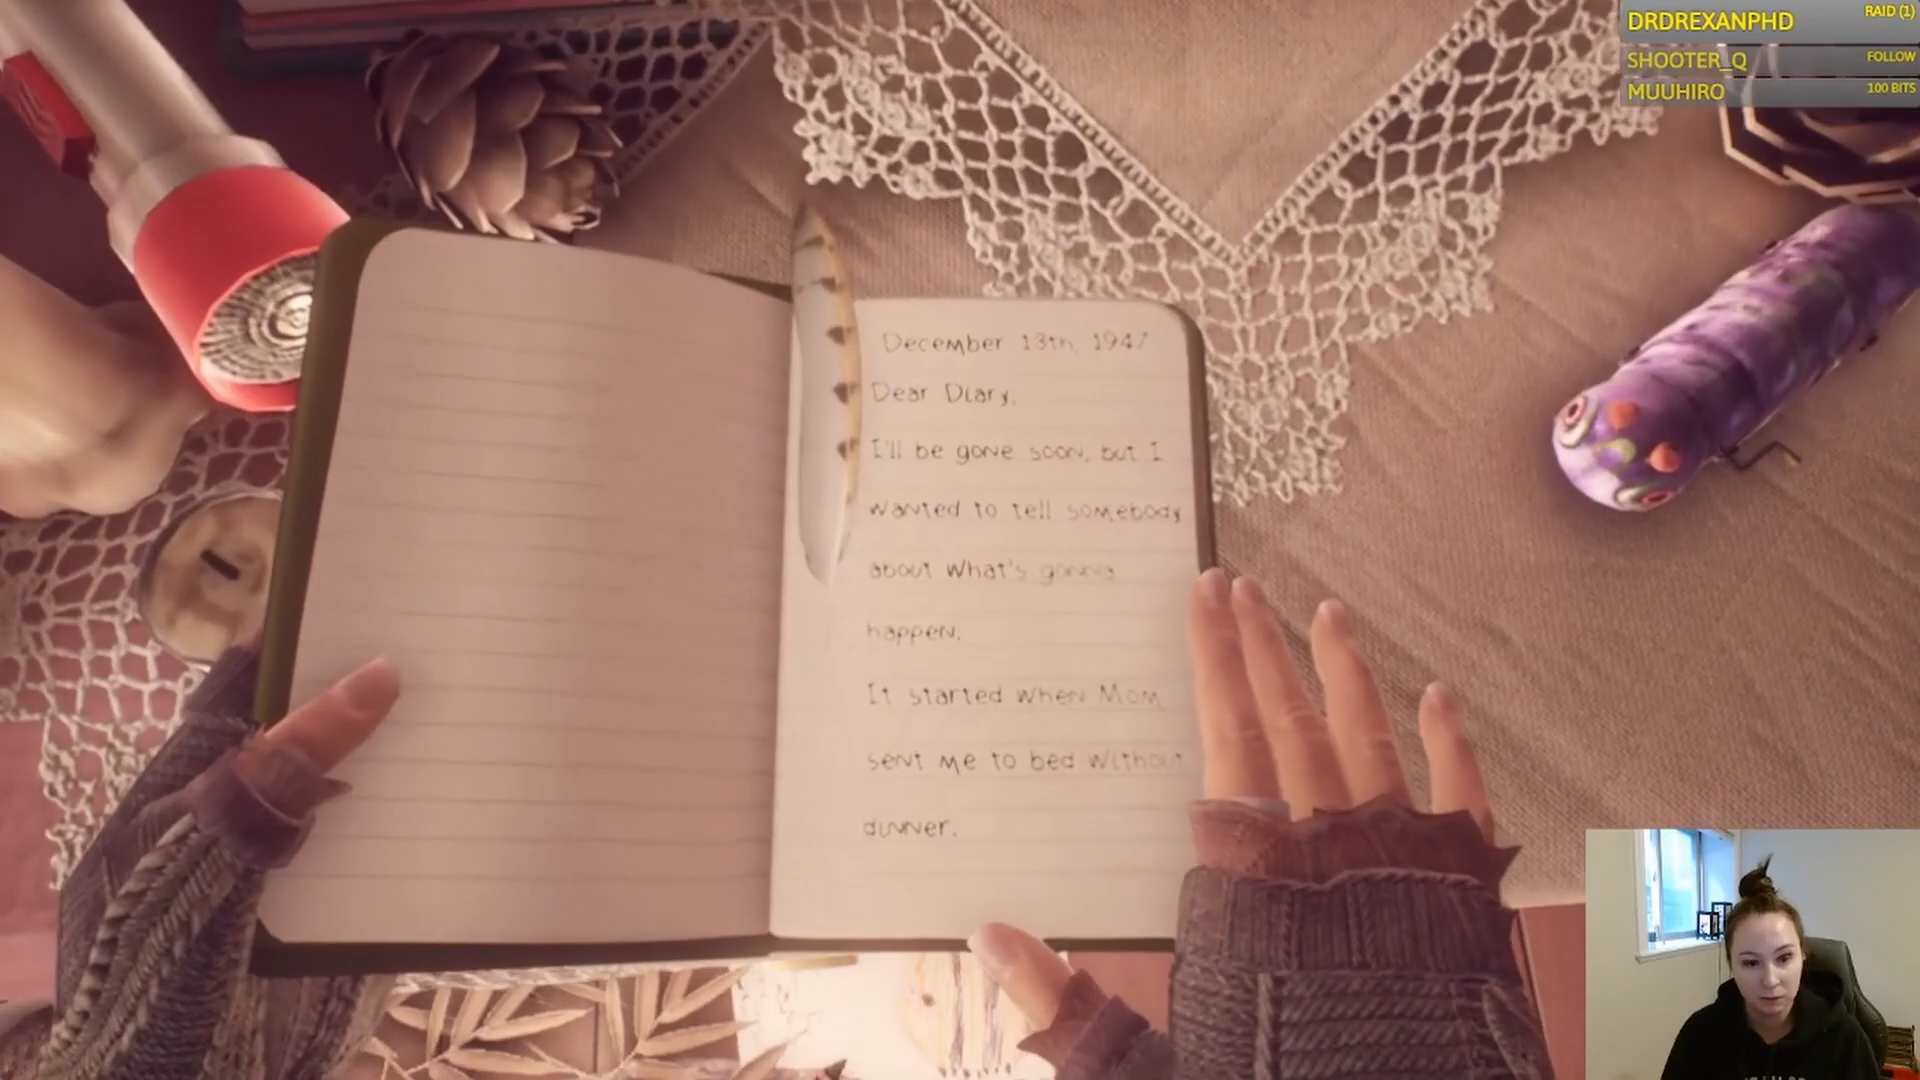 DRDREXANPHD RAID (1)
SHOOTER_Q FOLLOW
MUUHIRO 100 BITS
December 13th, 1947
Dear Diary,
I'll be gone soon, but I
wanted to tell somebody
about what's gonna
happen.
It started when Mom
sent me to bed without
dinner.